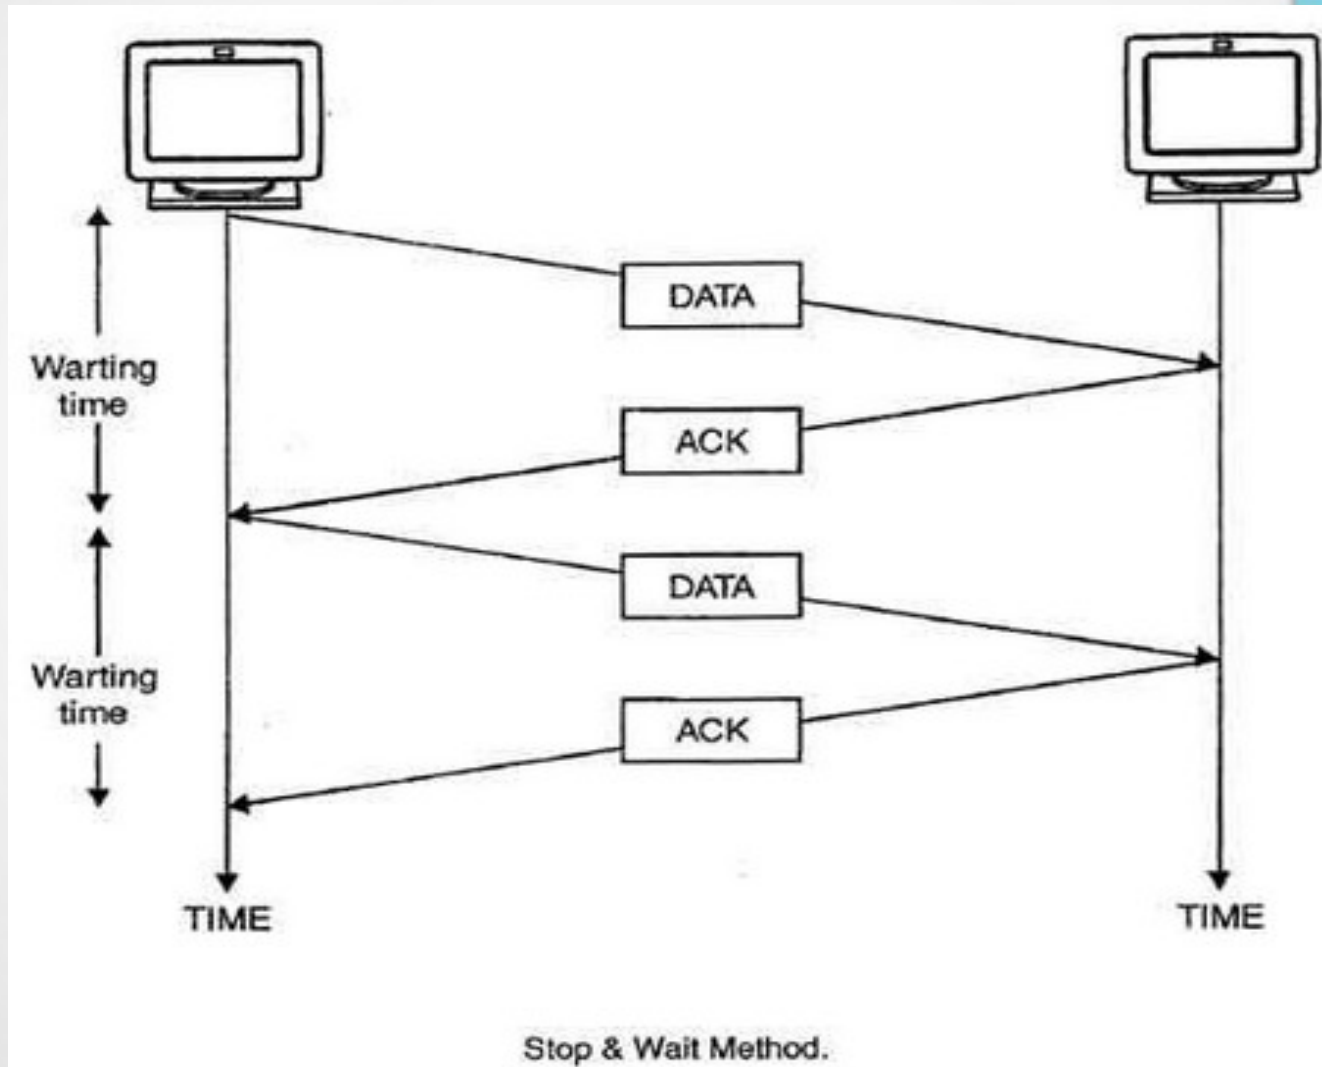 DATA
Warting
time
ACK
DATA
Warting
time
ACK
TIME
TIME
Stop & Wait Method.